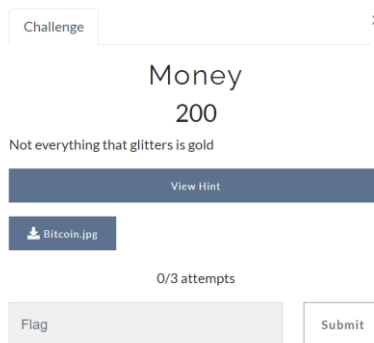 Challenge
Money
200
Not everything that glitters is gold
View Hint
Bitcoin.jpg
0/3 attempts
Flag
Submit